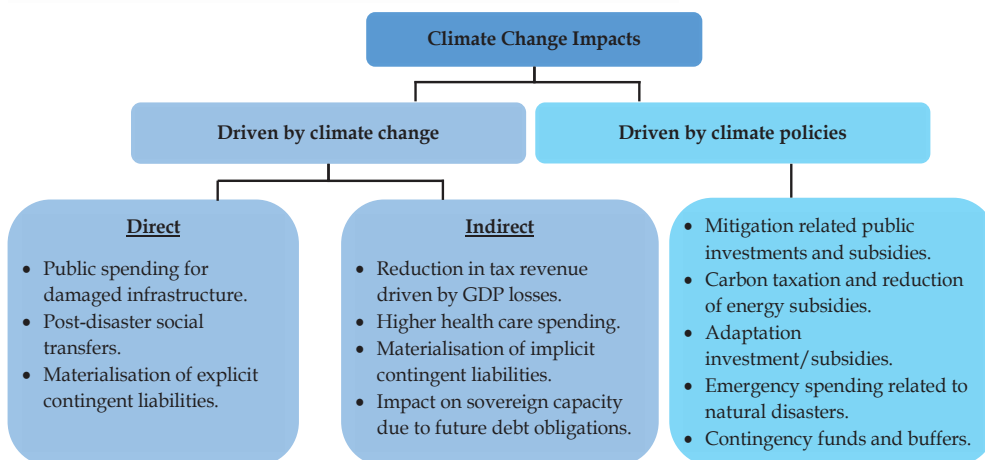 Climate Change Impacts
Driven by climate change
Driven by climate policies
Direct
• Public spending for
damaged infrastructure.
• Post-disaster social
transfers.
• Materialisation of explicit
contingent liabilities.
Indirect
• Reduction in tax revenue
driven by GDP losses.
• Higher health care spending.
• Materialisation of implicit
contingent liabilities.
• Impact on sovereign capacity
due to future debt obligations.
• Mitigation related public
investments and subsidies.
• Carbon taxation and reduction
of energy subsidies.
• Adaptation
investment/subsidies.
• Emergency spending related to
natural disasters.
• Contingency funds and buffers.